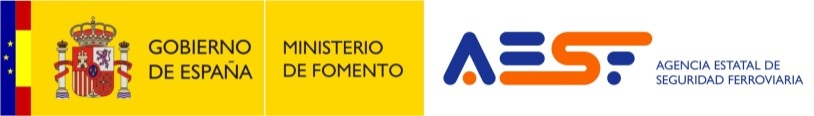 GOBIERNO
DE ESPAÑA
MINISTERIO
DE FOMENTO
AESF
AGENCIA ESTATAL DE
SEGURIDAD FERROVIARIA